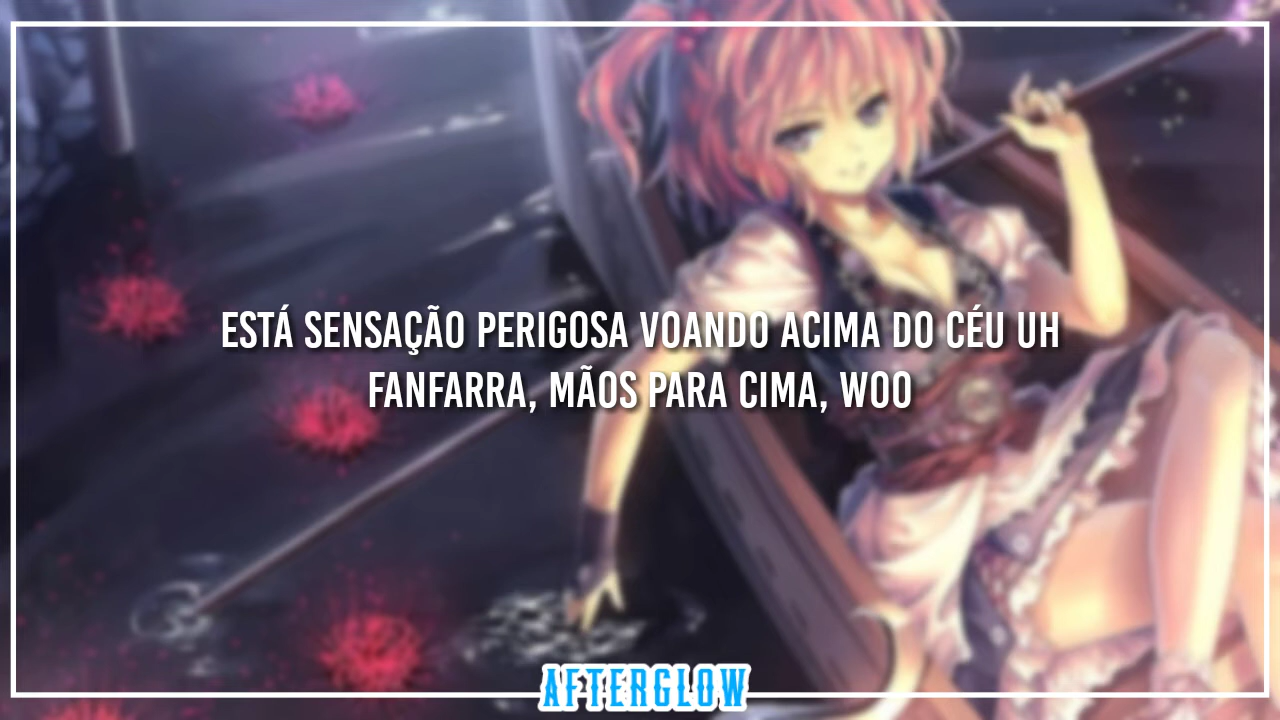 ESTÁ SENSAÇÃO PERIGOSA VOANDO ACIMA DO CÉU UH
FANFARRA, MÃOS PARA CIMA, WOO
AFTERGLOW